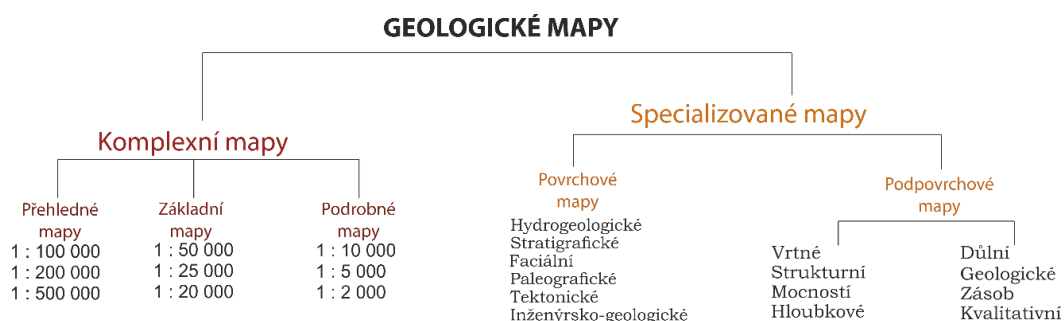 GEOLOGICKÉ MAPY
Komplexní mapy
Přehledné
mapy
1 : 100 000
1 : 200 000
1 : 500 000
Základní
mapy
1 : 50 000
1 : 25 000
1 : 20 000
Podrobné
mapy
1 : 10 000
1 : 5 000
1 : 2 000
Specializované mapy
Povrchové
mapy
Hydrogeologické
Stratigrafické
Faciální
Paleografické
Tektonické
Inženýrsko-geologické
Podpovrchové
mapy
Vrtné
Strukturní
Mocností
Hloubkové
Důlní
Geologické
Zásob
Kvalitativní